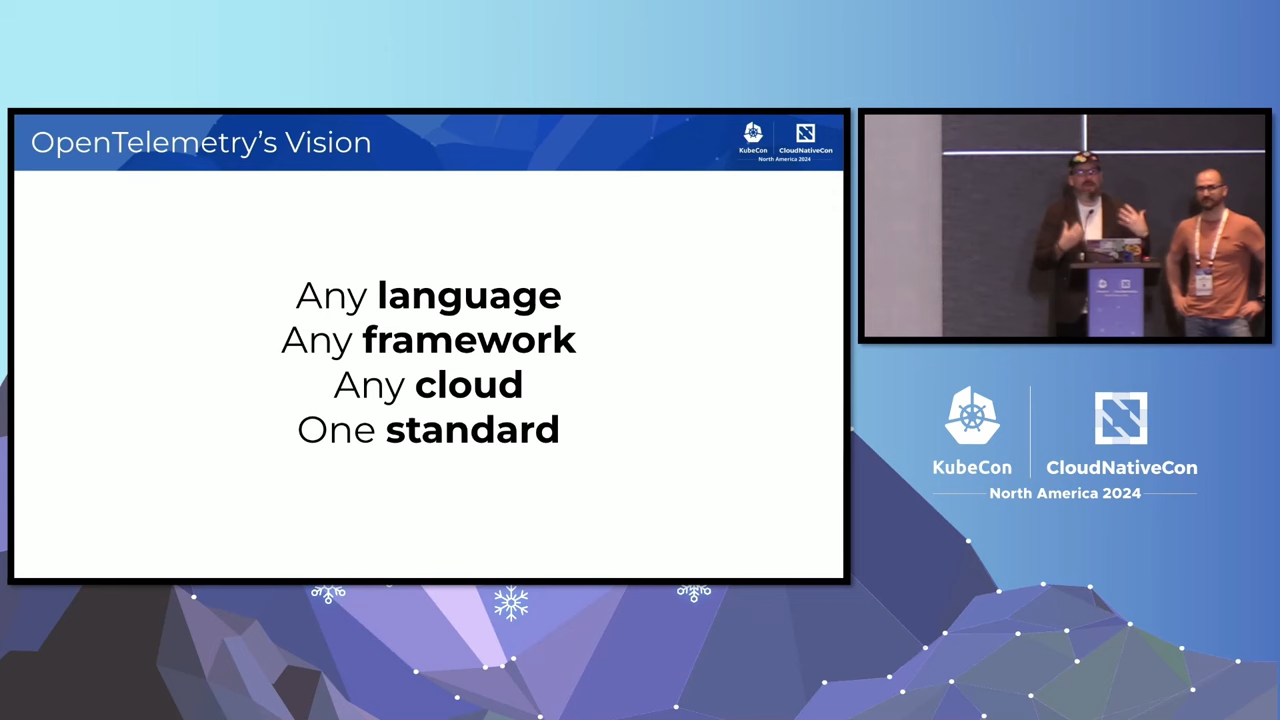 OpenTelemetry's Vision
KubeCon
CloudNativeCon
North America 2024
Any language
Any framework
Any cloud
One standard
KubeCon
CloudNativeCon
North America 2024